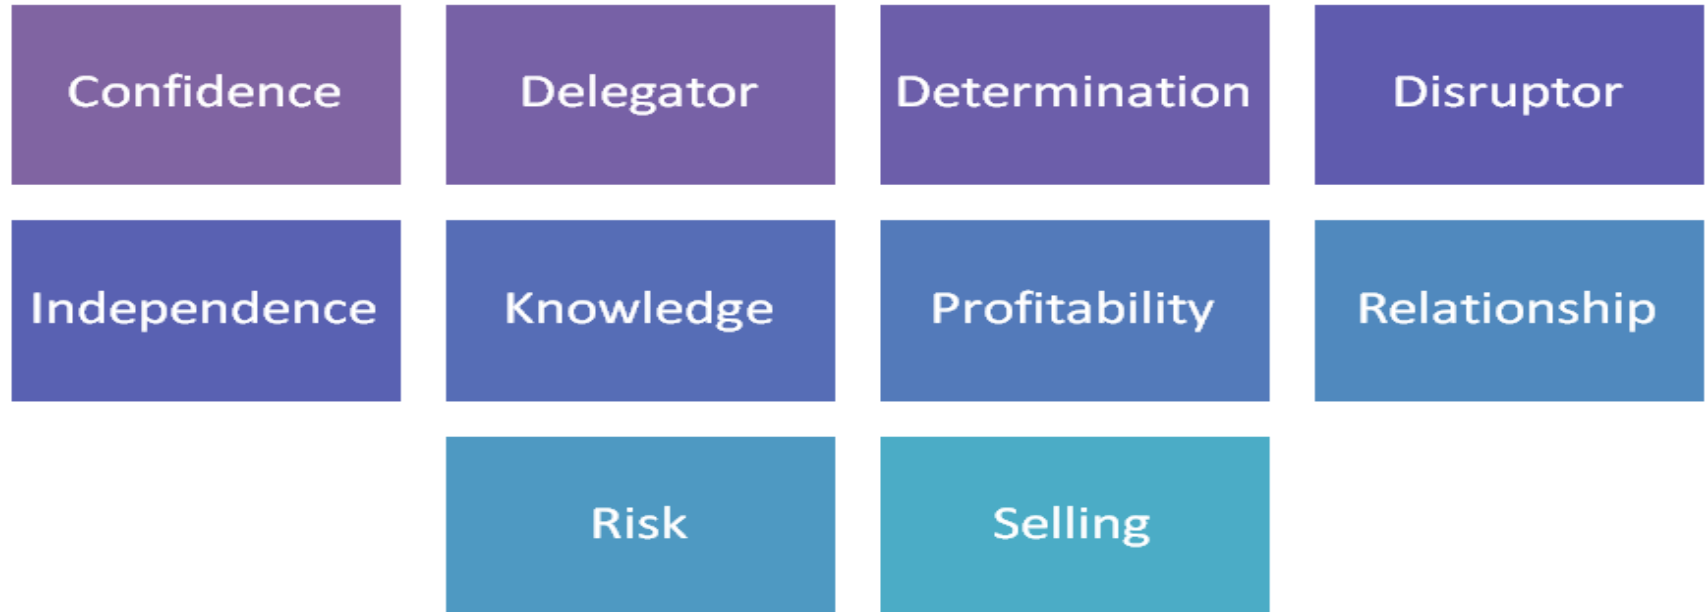 Confidence
Delegator
Determination
Disruptor
Independence
Knowledge
Profitability
Relationship
Risk
Selling